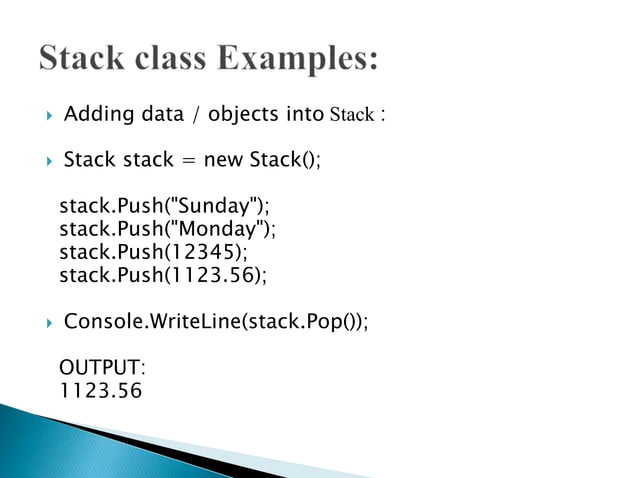 Stack class Examples:
Adding data / objects into Stack :
Stack stack = new Stack();
stack.Push("Sunday");
stack.Push("Monday");
stack.Push(12345);
stack.Push(1123.56);
Console.WriteLine(stack.Pop());
OUTPUT:
1123.56